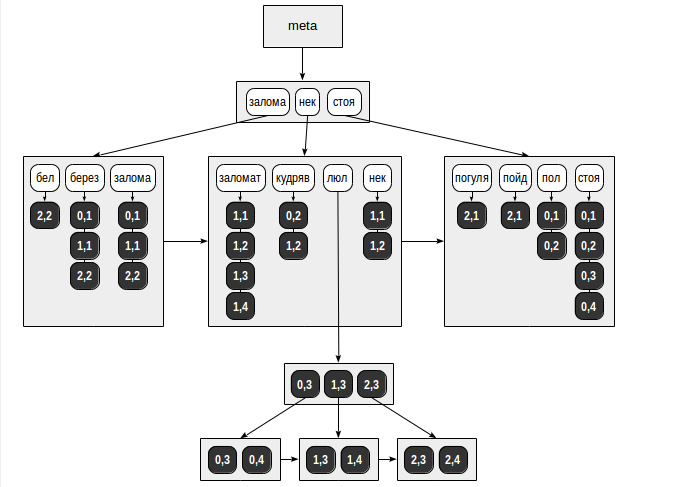 meta
залома нек стоя
бел берез залома заломат кудряв люл нек погуля пойд пол стоя
2,2 0,1 0,1 1,1 0,2 1,1 2,1 2,1 0,1 0,1
1,1 1,1 1,2 1,2 1,2 0,2 0,2
2,2 2,2 1,3 0,3
1,4 0,4
0,3 1,3 2,3
0,3 0,4 1,3 1,4 2,3 2,4